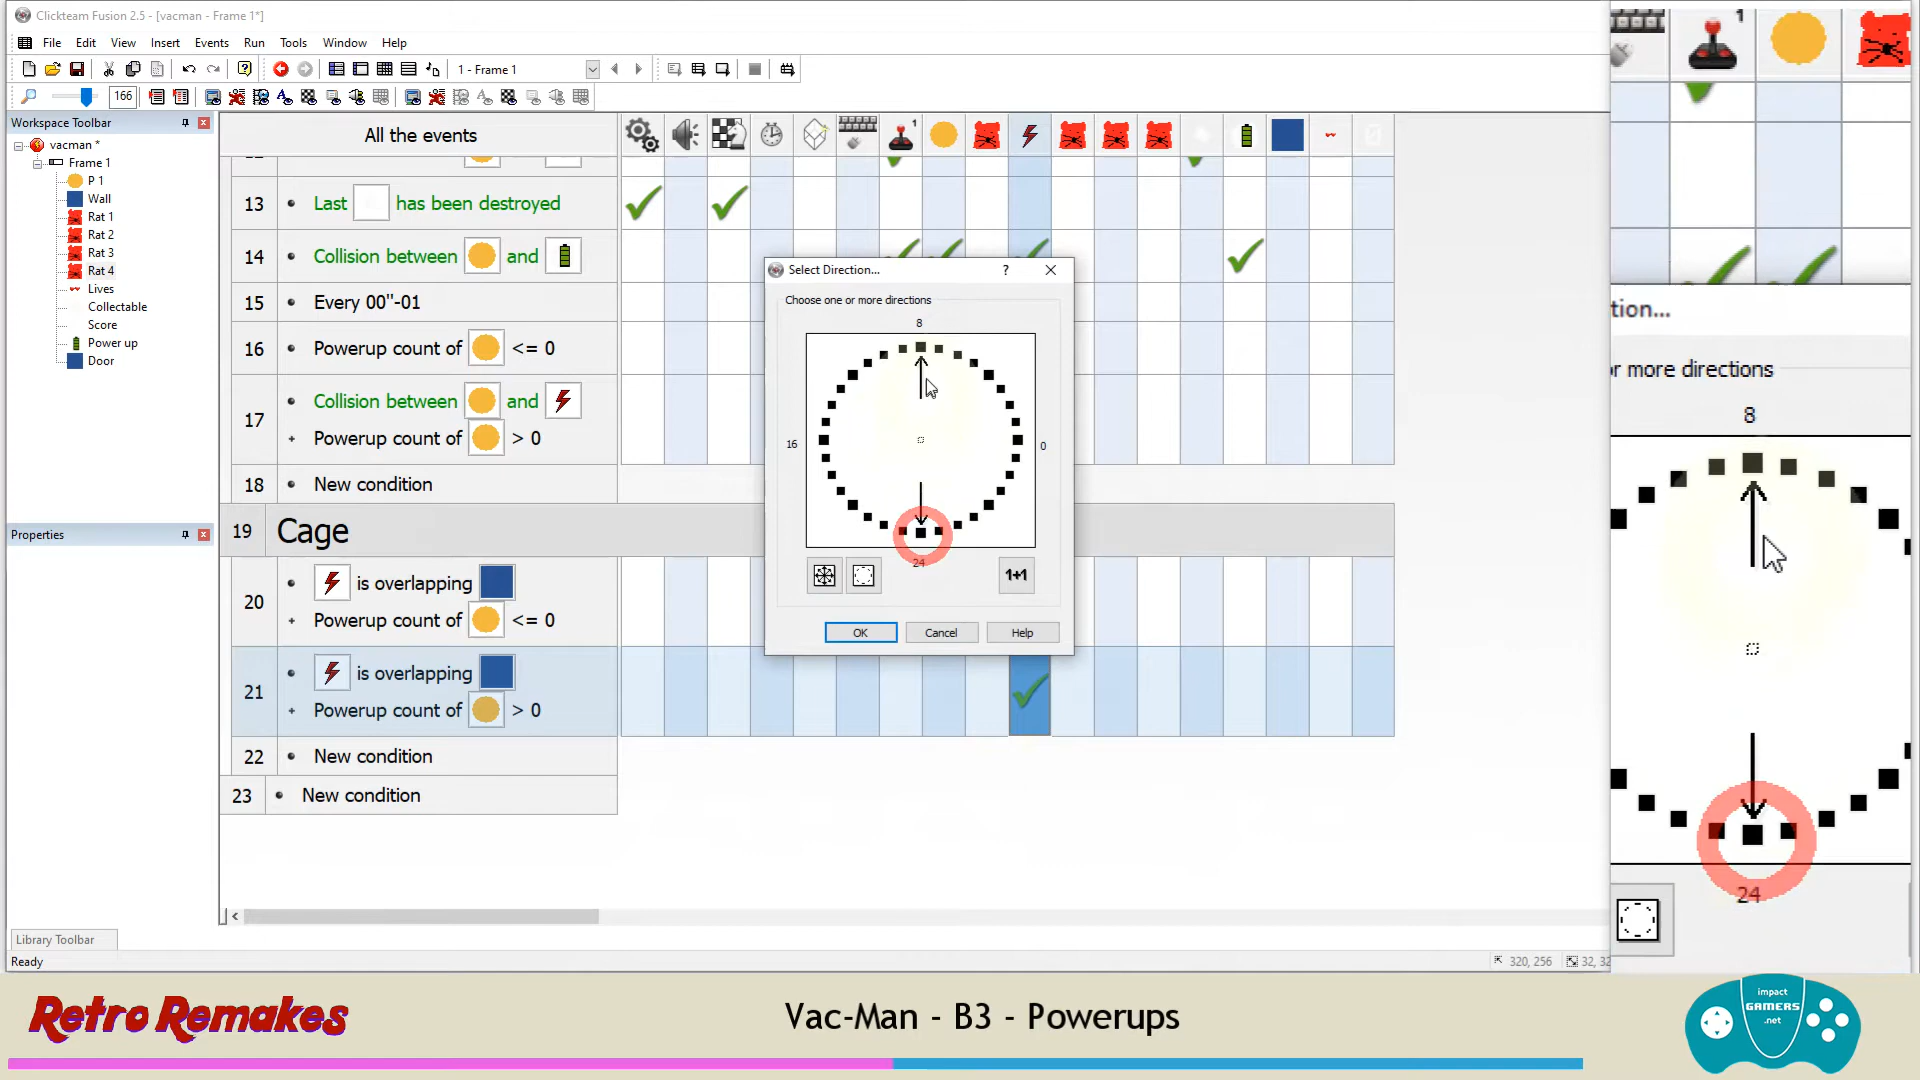 Clickteam Fusion 2.5 - [vacman - Frame 1*]
File Edit View Insert Events Run Tools Window Help
1 - Frame 1
166
Workspace Toolbar
vacman *
Frame 1
P 1
Wall
Rat 1
Rat 2
Rat 3
Rat 4
Lives
Collectable
Score
Power up
Door
Properties
Library Toolbar
Ready
All the events
1
13 Last has been destroyed
14 Collision between and
15 Every 00"-01
16 Powerup count of <= 0
17 Collision between and
+ Powerup count of > 0
18 New condition
19 Cage
20 is overlapping
+ Powerup count of <= 0
21 is overlapping
+ Powerup count of > 0
22 New condition
23 New condition
Select Direction... ?
Choose one or more directions
8
16
0
24
1+1
OK Cancel Help
320, 256
32, 32
1
tion...
r more directions
8
24
Retro Remakes
Vac-Man - B3 - Powerups
impact
GAMERS
.net